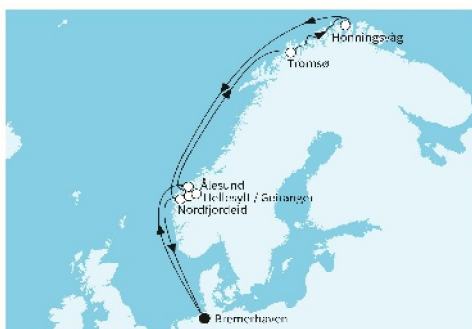 Honningsvåg
Tromsø
Ålesund
Hellesylt / Geiranger
Nordfjordeid
Bremerhaven